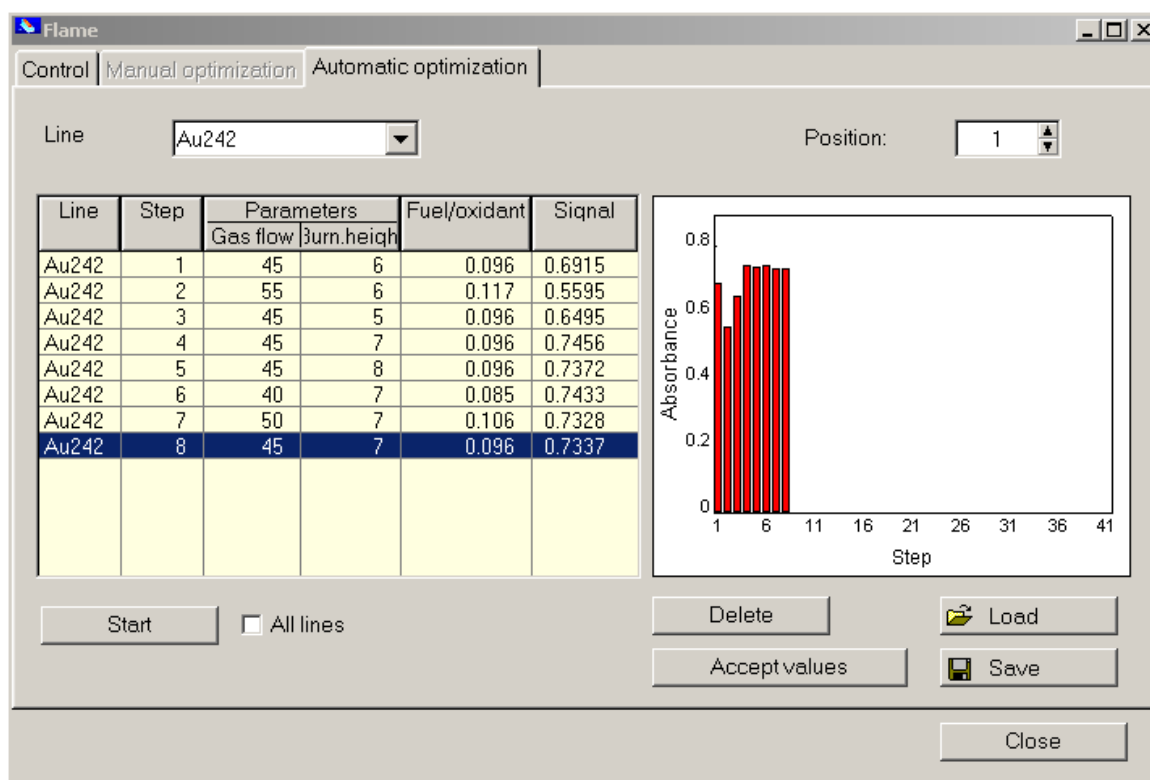 Flame
Control Manual optimization Automatic optimization
Line Au242 Position: 1
Line Step Parameters Fuel/oxidant Signal
Gas flow Burn.heigh
Au242 1 45 6 0.096 0.6915
Au242 2 55 6 0.117 0.5595
Au242 3 45 5 0.096 0.6495
Au242 4 45 7 0.096 0.7456
Au242 5 45 8 0.096 0.7372
Au242 6 40 7 0.085 0.7433
Au242 7 50 7 0.106 0.7328
Au242 8 45 7 0.096 0.7337
0.8
0.6
0.4
0.2
0
Absorbance
1 6 11 16 21 26 31 36 41
Step
Start All lines
Delete Load
Accept values Save
Close